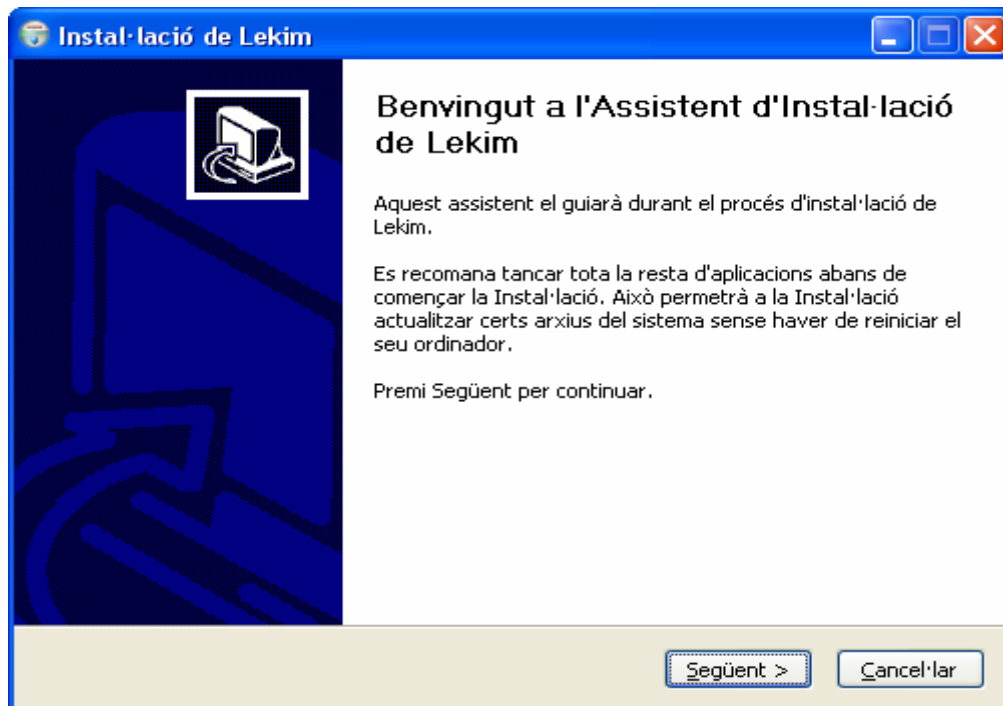 Instal·lació de Lekim
Benvingut a l'Assistent d'Instal·lació
de Lekim
Aquest assistent el guiarà durant el procés d'instal·lació de
Lekim.
Es recomana tancar tota la resta d'aplicacions abans de
començar la Instal·lació. Això permetrà a la Instal·lació
actualitzar certs arxius del sistema sense haver de reiniciar el
seu ordinador.
Premi Següent per continuar.
Següent >
Cancel·lar